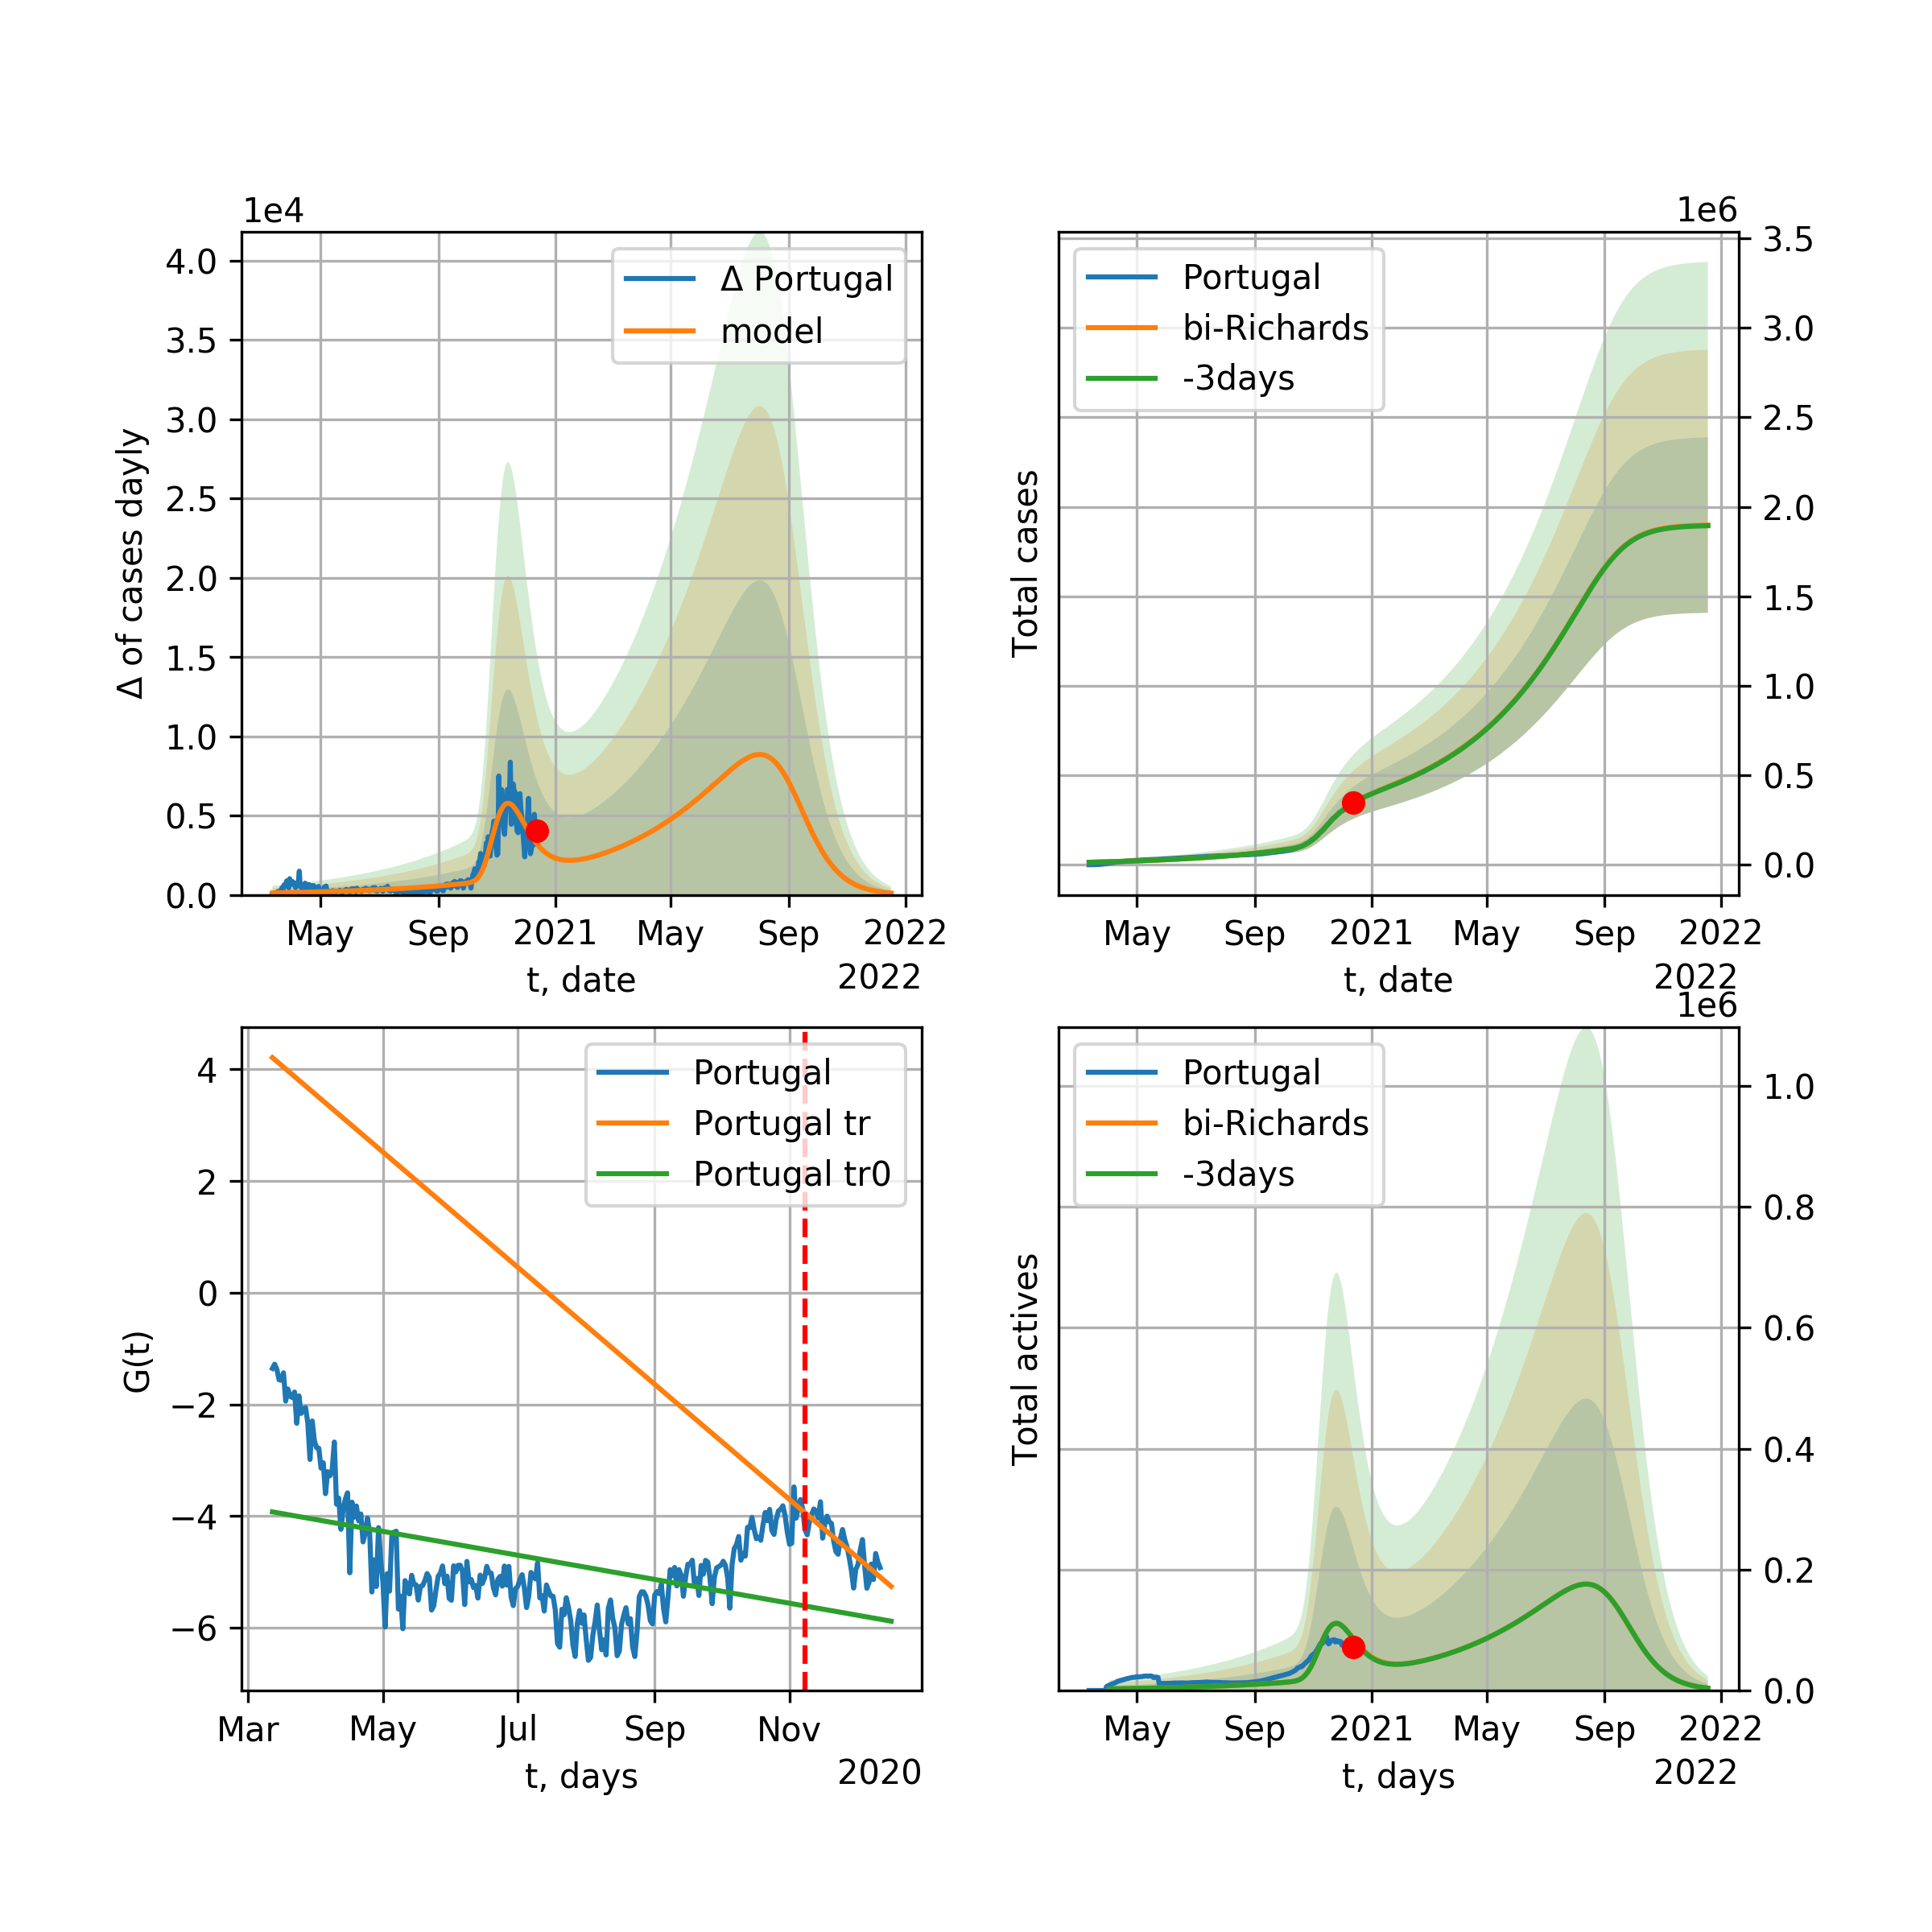 1e4
Δ of cases dayly
4.0
3.5
3.0
2.5
2.0
1.5
1.0
0.5
0.0
Δ Portugal
model
May Sep 2021 May Sep 2022
t, date
2022
1e6
Total cases
Portugal
bi-Richards
-3days
3.5
3.0
2.5
2.0
1.5
1.0
0.5
0.0
May Sep 2021 May Sep 2022
t, date
2022
G(t)
4
2
0
−2
−4
−6
Portugal
Portugal tr
Portugal tr0
Mar May Jul Sep Nov
t, days
2020
1e6
Total actives
Portugal
bi-Richards
-3days
1.0
0.8
0.6
0.4
0.2
0.0
May Sep 2021 May Sep 2022
t, days
2022